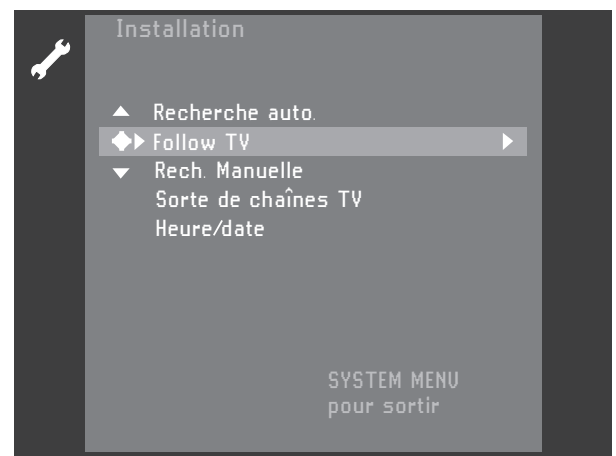 Installation
Recherche auto.
Follow TV
Rech. Manuelle
Sorte de chaînes TV
Heure/date
SYSTEM MENU
pour sortir